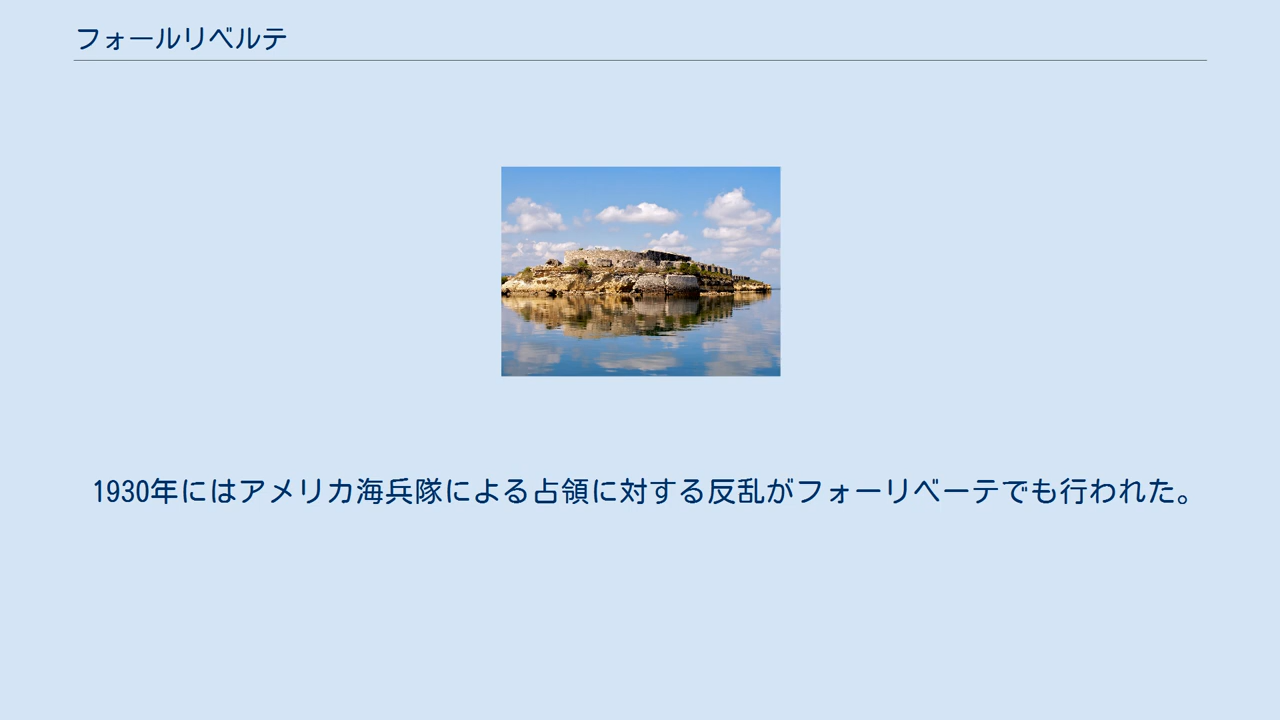 フォールリベルテ
1930年にはアメリカ海兵隊による占領に対する反乱がフォーリベーテでも行われた。